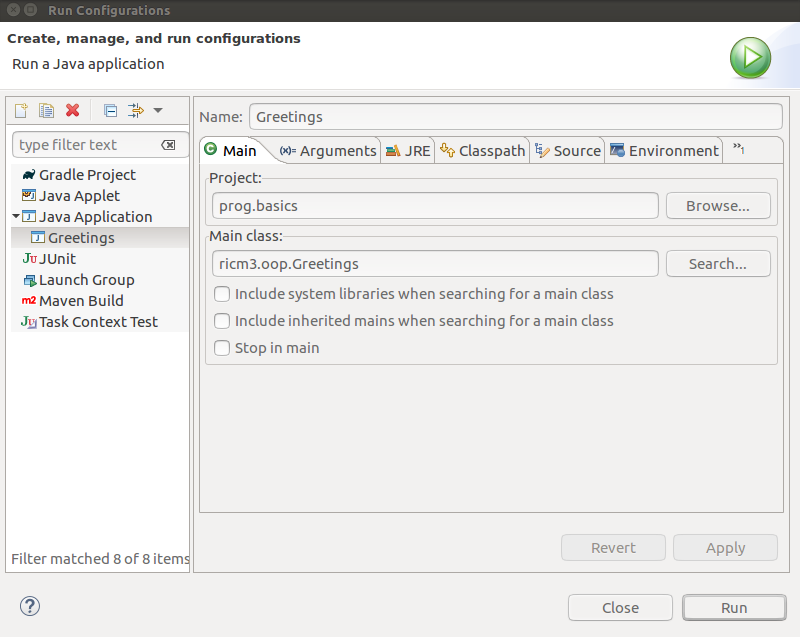 Run Configurations
Create, manage, and run configurations
Run a Java application
type filter text
Gradle Project
Java Applet
Java Application
Greetings
JUnit
Launch Group
Maven Build
Task Context Test
Filter matched 8 of 8 items
Name: Greetings
Main (x)= Arguments JRE Classpath Source Environment »1
Project:
prog.basics Browse...
Main class:
ricm3.oop.Greetings Search...
Include system libraries when searching for a main class
Include inherited mains when searching for a main class
Stop in main
Revert Apply
? Close Run